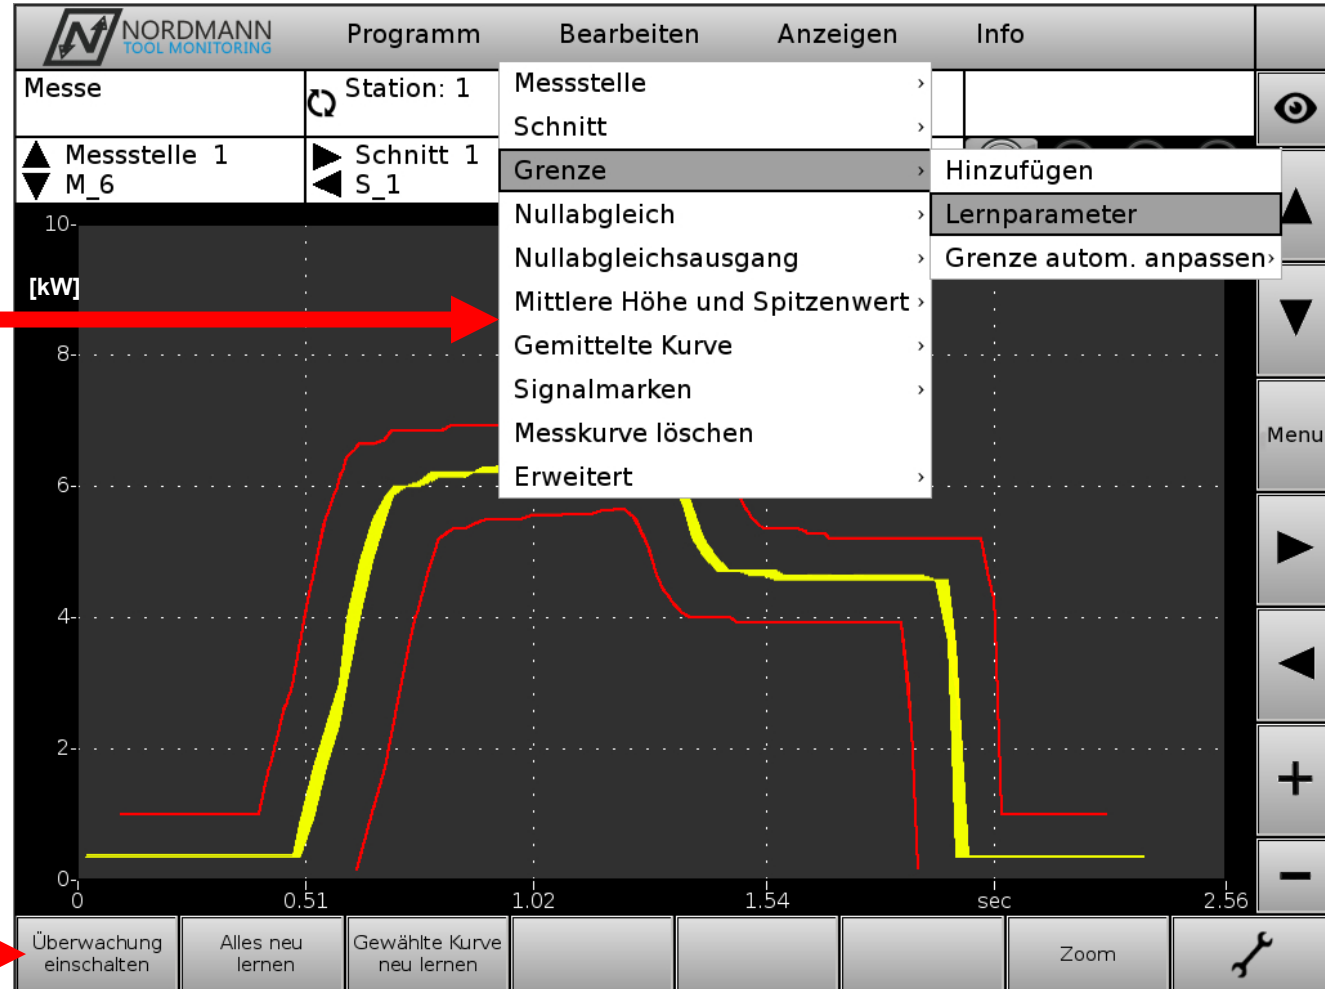 NORDMANN
TOOL MONITORING
Programm
Bearbeiten
Anzeigen
Info
Messe
Station: 1
Messstelle 1
M_6
Schnitt 1
S_1
Messstelle
Schnitt
Grenze
Nullabgleich
Nullabgleichsausgang
Mittlere Höhe und Spitzenwert
Gemittelte Kurve
Signalmarken
Messkurve löschen
Erweitert
Hinzufügen
Lernparameter
Grenze autom. anpassen
Menu
10
[kW]
8
6
4
2
0
0
0.51
1.02
1.54
sec
2.56
Überwachung
einschalten
Alles neu
lernen
Gewählte Kurve
neu lernen
Zoom